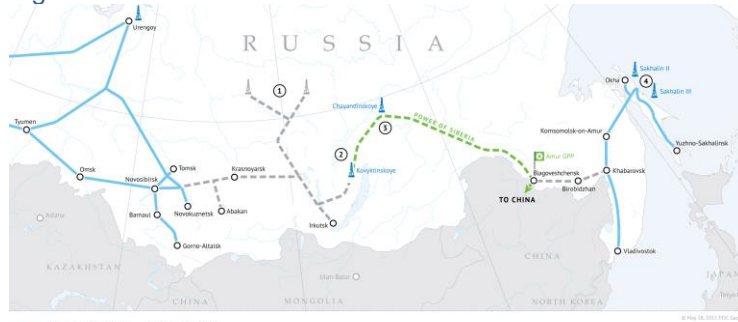 Urengoy
R U S S I A
1
Sakhalin II
4
Okha
Sakhalin III
Chayandinskoye
3
POWER OF SIBERIA
Tyumen
Komsomolsk-on-Amur
Yuzhno-Sakhalinsk
2
Amur GPP
Omsk
Tomsk
Krasnoyarsk
Kovyktinskoye
Novosibirsk
Blagoveshchensk
Khabarovsk
Birobidzhan
TO CHINA
Barnaul
Novokuznetsk
Abakan
Irkutsk
Gorno-Altaisk
Vladivostok
KAZAKHSTAN
Ulan-Bator
CHINA
JAPAN
CHINA
MONGOLIA
NORTH KOREA
Tokyo